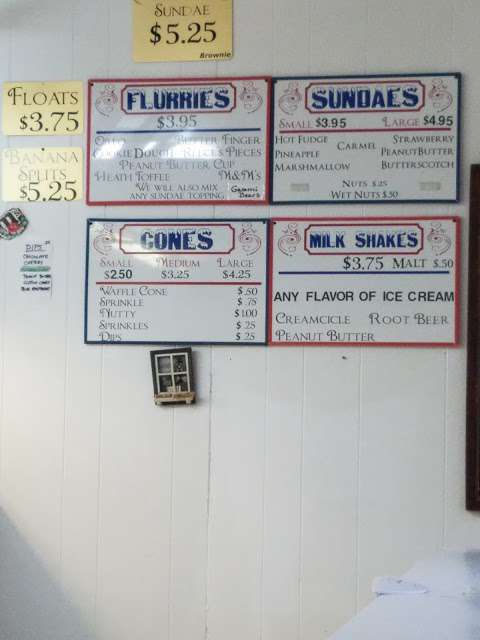 SUNDAE
$5.25
Brownie
FLOATS
$3.75
BANANA
SPLITS
$5.25
FLURRIES
$3.95
OREO BUTTER FINGER
COOKIE DOUGH REECES PIECES
PEANUT BUTTER CUP
HEATH TOFFEE M&M'S
WE WILL ALSO MIX
ANY SUNDAE TOPPING
Gummi
Bears
SUNDAES
SMALL $3.95 LARGE $4.95
HOT FUDGE CARMEL STRAWBERRY
PINEAPPLE PEANUTBUTTER
MARSHMALLOW BUTTERSCOTCH
NUTS $.25
WET NUTS $.50
CONES
SMALL MEDIUM LARGE
$2.50 $3.25 $4.25
WAFFLE CONE $.50
SPRINKLE $.75
NUTTY $1.00
SPRINKLES $.25
DIPS $.25
MILK SHAKES
$3.75 MALT $.50
ANY FLAVOR OF ICE CREAM
CREAMCICLE ROOT BEER
PEANUT BUTTER
DIPS
CHOCOLATE
CHERRY